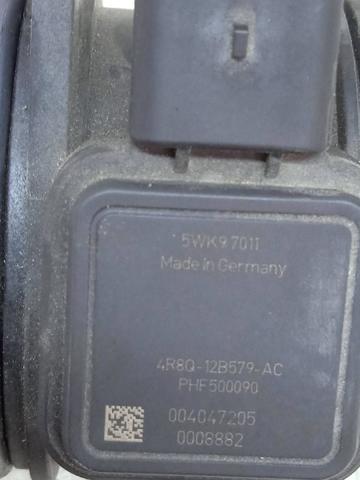 5WK9 7011
Made in Germany
4R8Q-12B579-AC
PHF500090
004047205
0008882